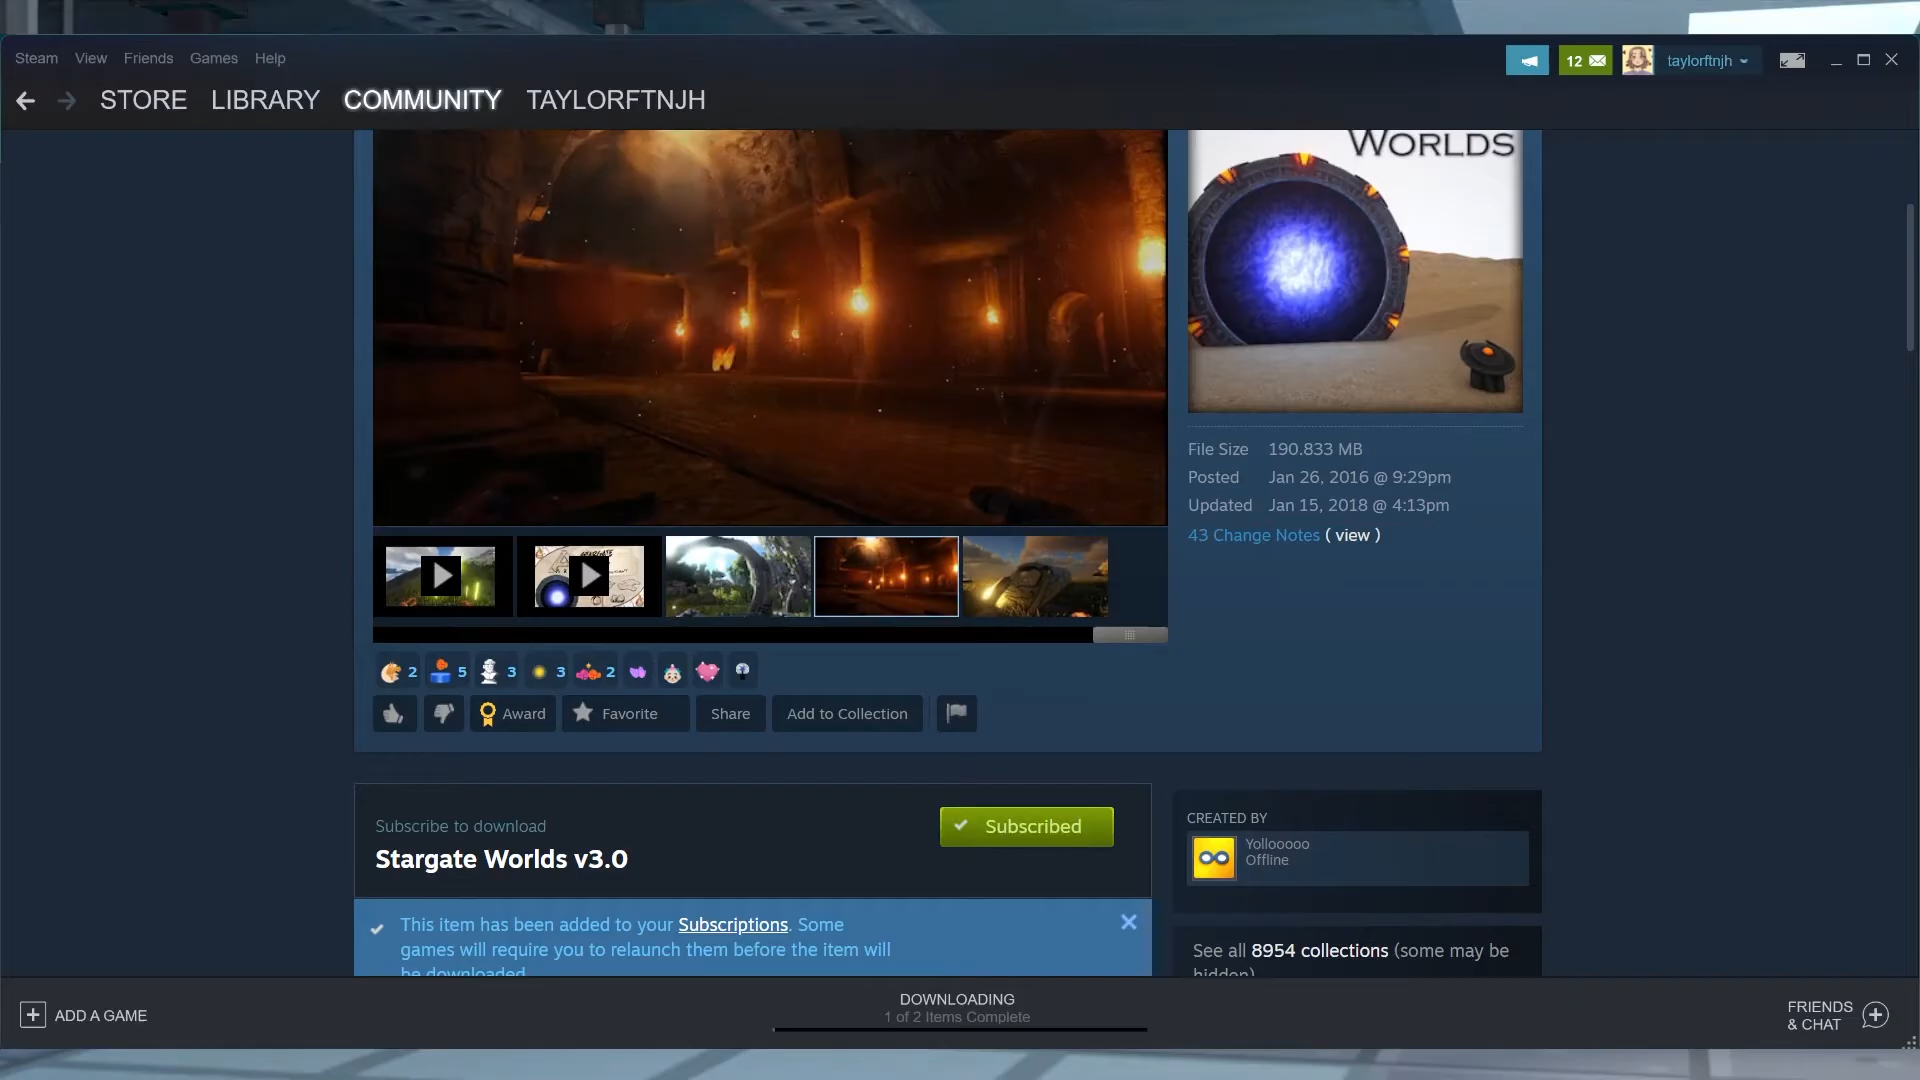 Steam View Friends Games Help
12
taylorftnjh
STORE LIBRARY COMMUNITY TAYLORFTNJH
WORLDS
File Size 190.833 MB
Posted Jan 26, 2016 @ 9:29pm
Updated Jan 15, 2018 @ 4:13pm
43 Change Notes ( view )
2 5 3 3 2
Award Favorite Share Add to Collection
Subscribe to download
Stargate Worlds v3.0
Subscribed
This item has been added to your Subscriptions. Some
games will require you to relaunch them before the item will
be downloaded
CREATED BY
Yollooooo
Offline
See all 8954 collections (some may be
hidden)
ADD A GAME
DOWNLOADING
1 of 2 Items Complete
FRIENDS
& CHAT